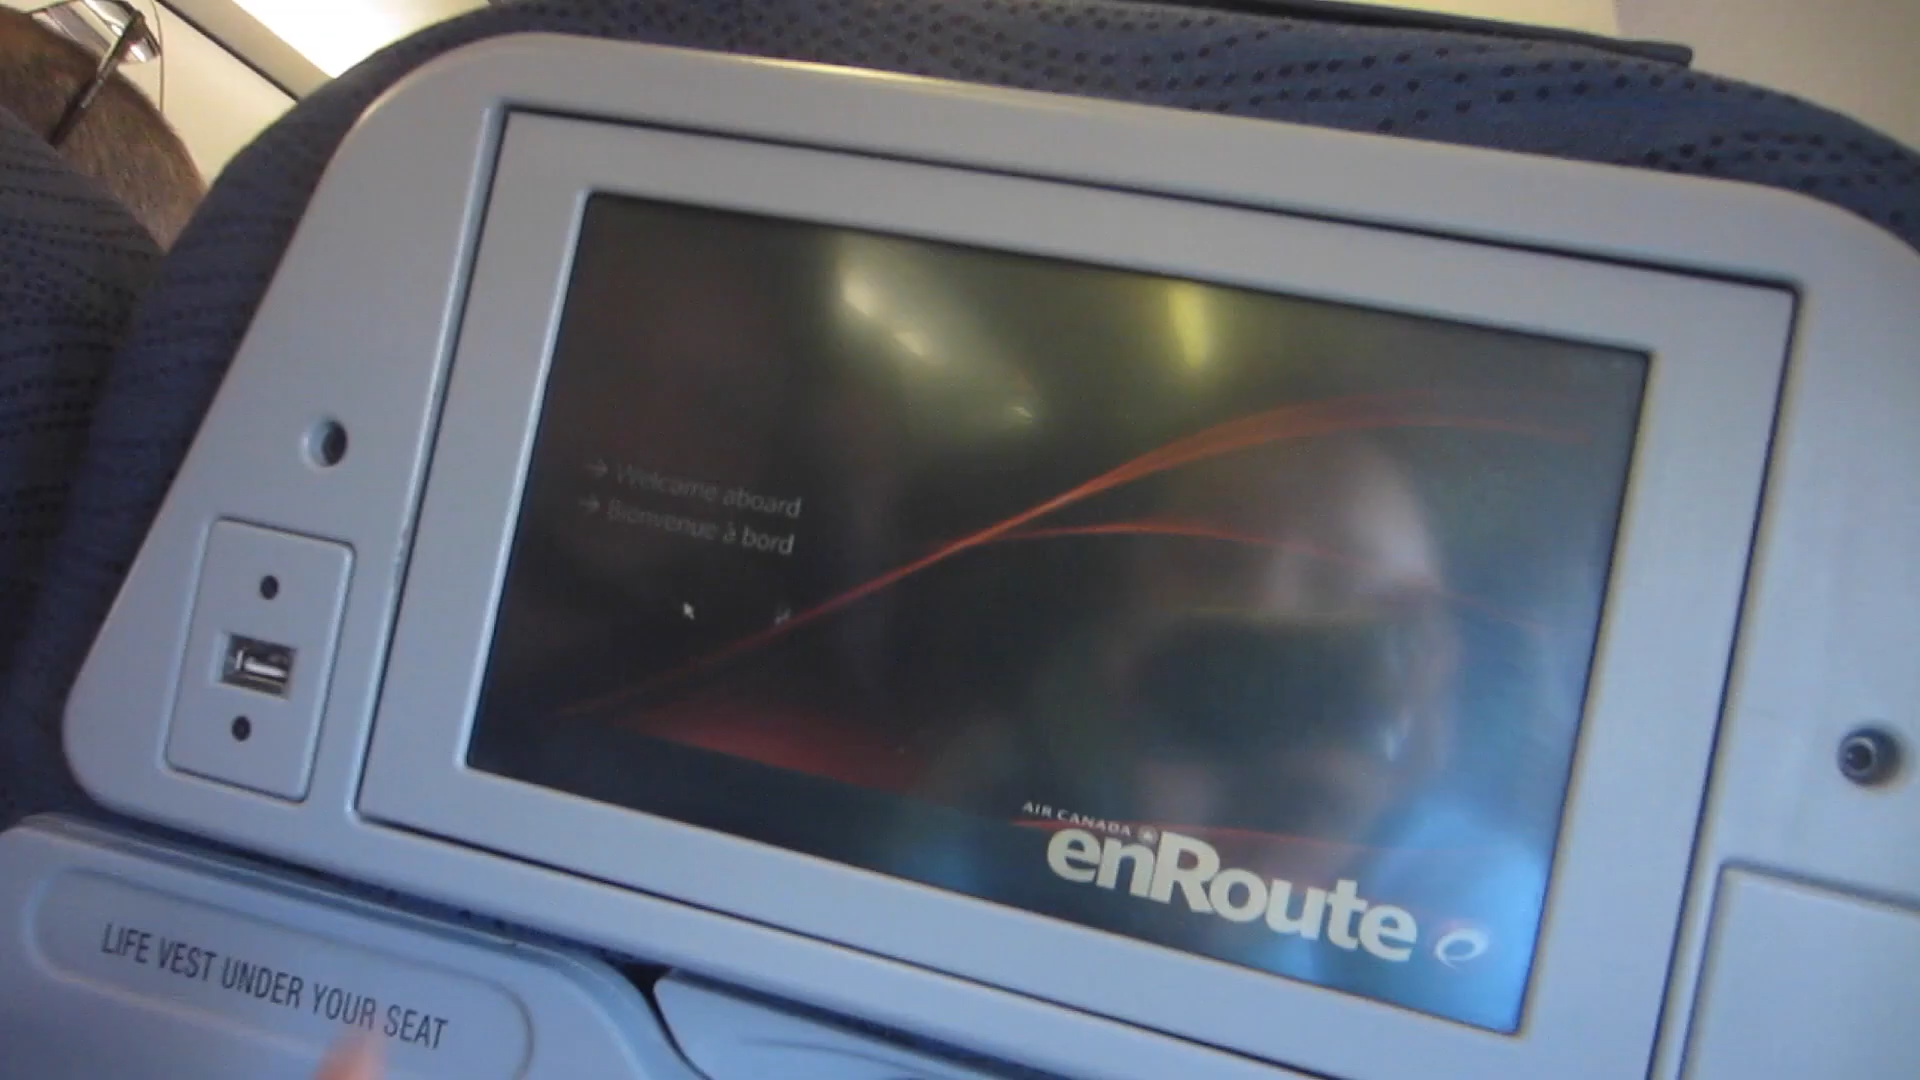 → Welcome aboard
→ Bienvenue à bord
AIR CANADA
enRoute
LIFE VEST UNDER YOUR SEAT